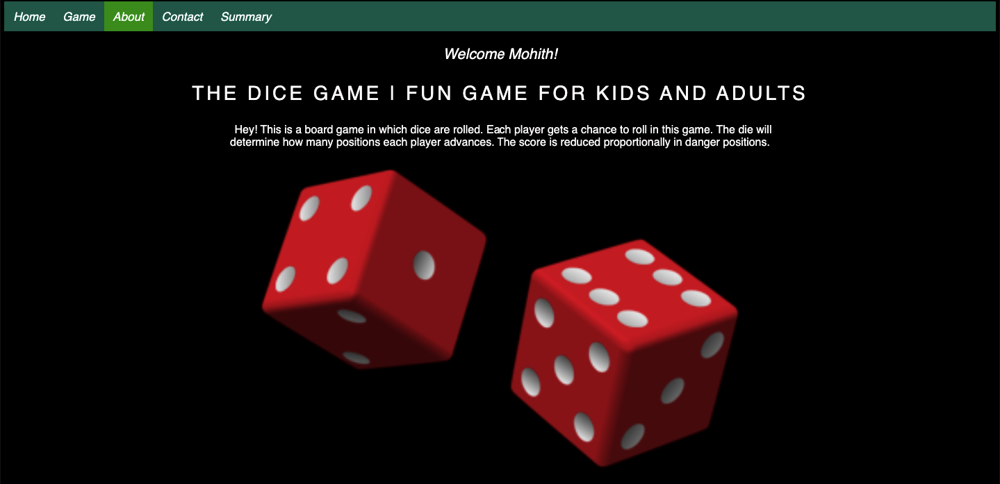 Home Game About Contact Summary
Welcome Mohith!
THE DICE GAME | FUN GAME FOR KIDS AND ADULTS
Hey! This is a board game in which dice are rolled. Each player gets a chance to roll in this game. The die will
determine how many positions each player advances. The score is reduced proportionally in danger positions.